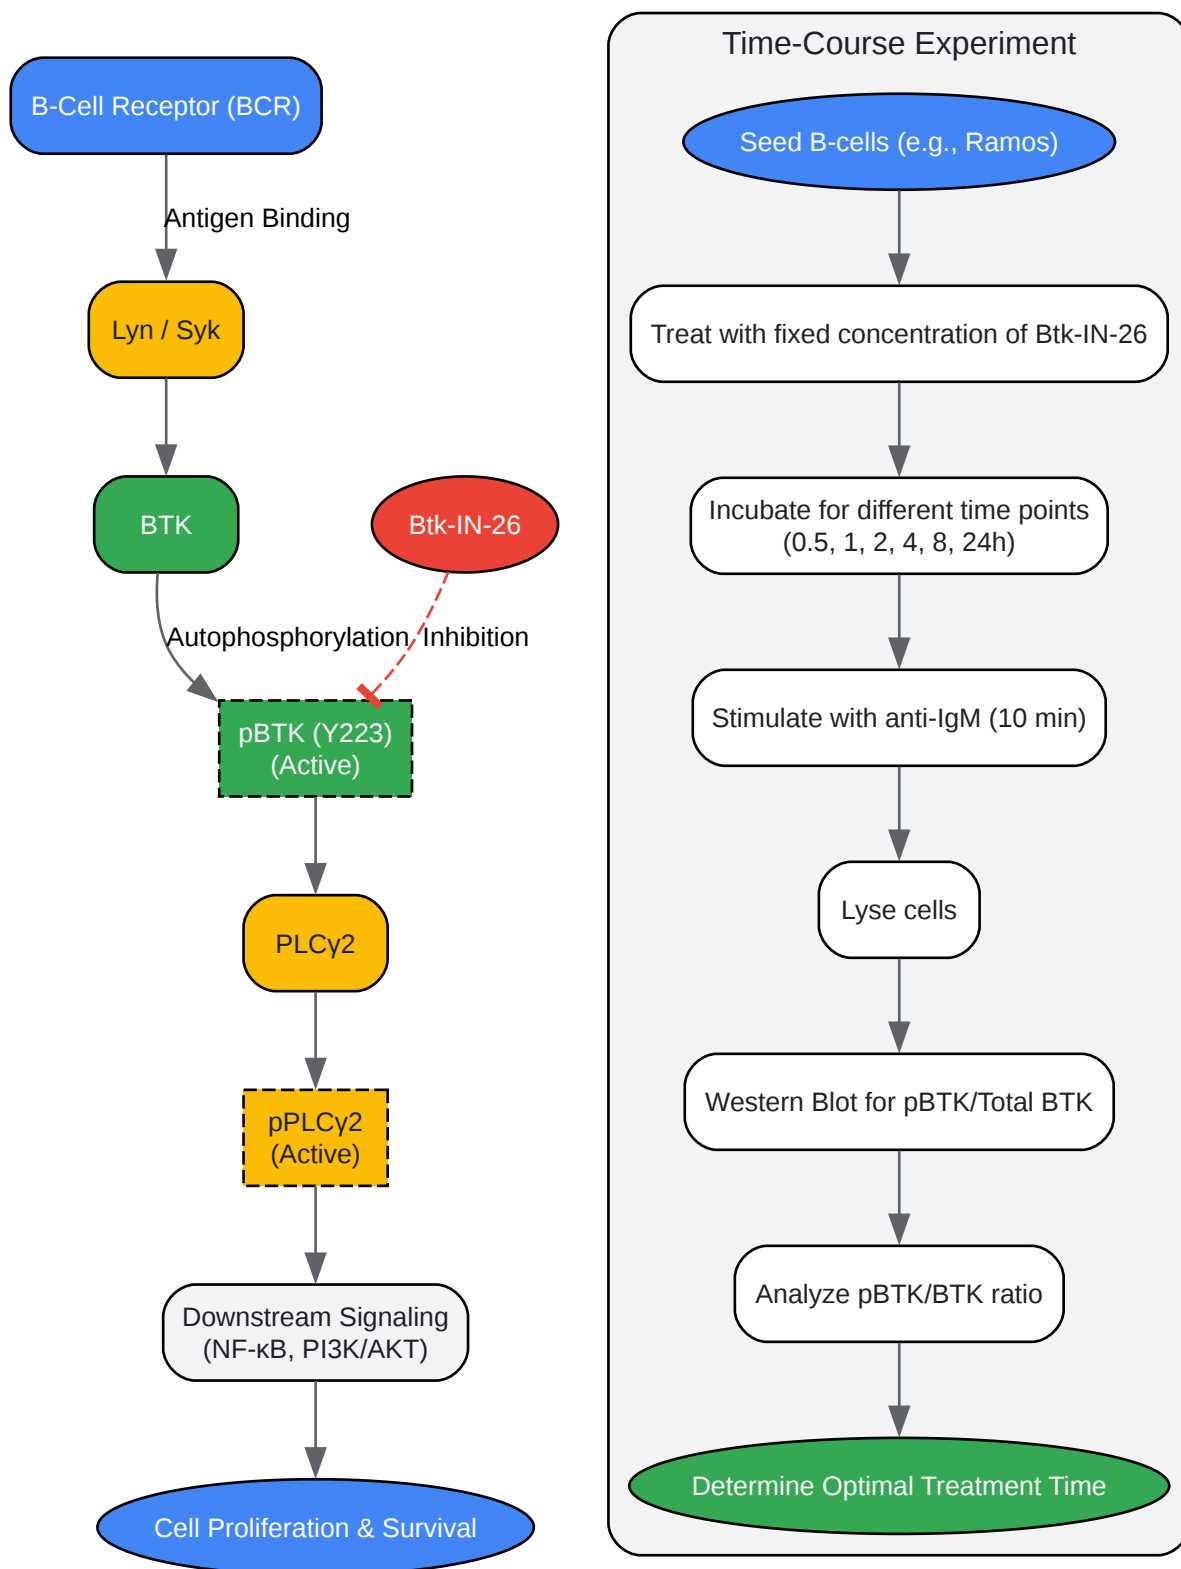 B-Cell Receptor (BCR)
Antigen Binding
Lyn / Syk
BTK
Btk-IN-26
Autophosphorylation
Inhibition
pBTK (Y223)
(Active)
PLCγ2
pPLCγ2
(Active)
Downstream Signaling
(NF-κB, PI3K/AKT)
Cell Proliferation & Survival
Time-Course Experiment
Seed B-cells (e.g., Ramos)
Treat with fixed concentration of Btk-IN-26
Incubate for different time points
(0.5, 1, 2, 4, 8, 24h)
Stimulate with anti-IgM (10 min)
Lyse cells
Western Blot for pBTK/Total BTK
Analyze pBTK/BTK ratio
Determine Optimal Treatment Time